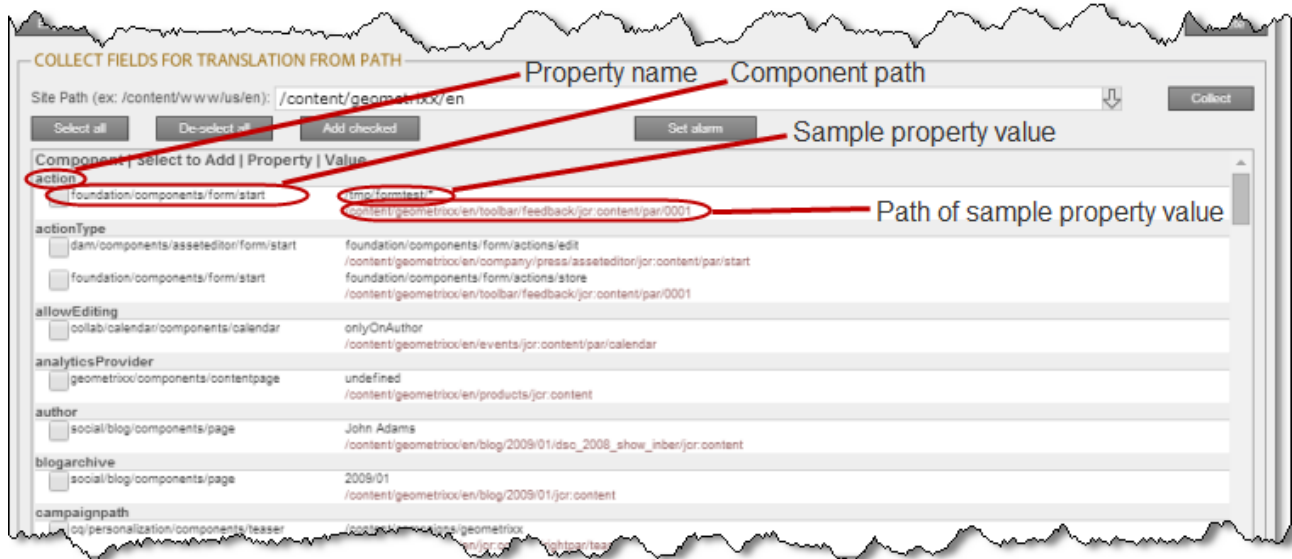 COLLECT FIELDS FOR TRANSLATION FROM PATH
Property name Component path
Site Path (ex: /content/www/us/en): /content/geometrixx/en Collect
Select all De-select all Add checked Set alarm
Sample property value
Component | Select to Add | Property | Value
action
foundation/components/form/start /tmp/formtest/*
/content/geometrixx/en/toolbar/feedback/jcr:content/par/0001
Path of sample property value
actionType
dam/components/asseteditor/form/start foundation/components/form/actions/edit
/content/geometrixx/en/company/press/asseteditor/jcr:content/par/start
foundation/components/form/start foundation/components/form/actions/store
/content/geometrixx/en/toolbar/feedback/jcr:content/par/0001
allowEditing
collab/calendar/components/calendar onlyOnAuthor
/content/geometrixx/en/events/jcr:content/par/calendar
analyticsProvider
geometrixx/components/contentpage undefined
/content/geometrixx/en/products/jcr:content
author
social/blog/components/page John Adams
/content/geometrixx/en/blog/2009/01/dsc_2008_show_inber/jcr:content
blogarchive
social/blog/components/page 2009/01
/content/geometrixx/en/blog/2009/01/jcr:content
campaignpath
cq/personalization/components/teaser /content/campaigns/geometrixx